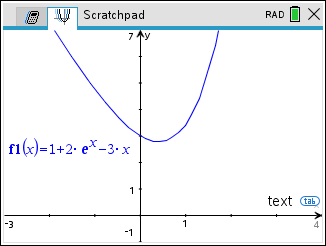 Scratchpad RAD
7 y
f1(x)=1+2·e^x−3·x
1
text tab
x
-3 1 4
-1